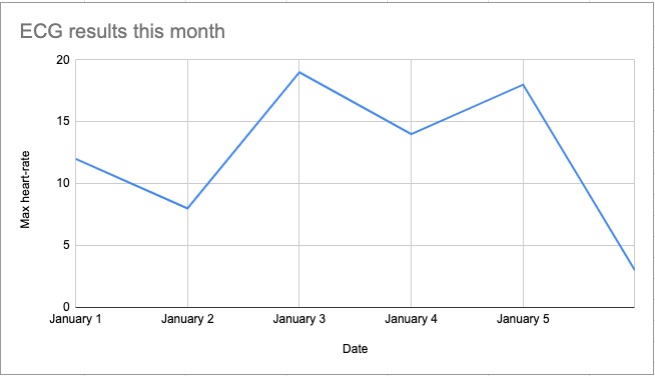 ECG results this month
20
15
10
5
0
Max heart-rate
January 1 January 2 January 3 January 4 January 5
Date